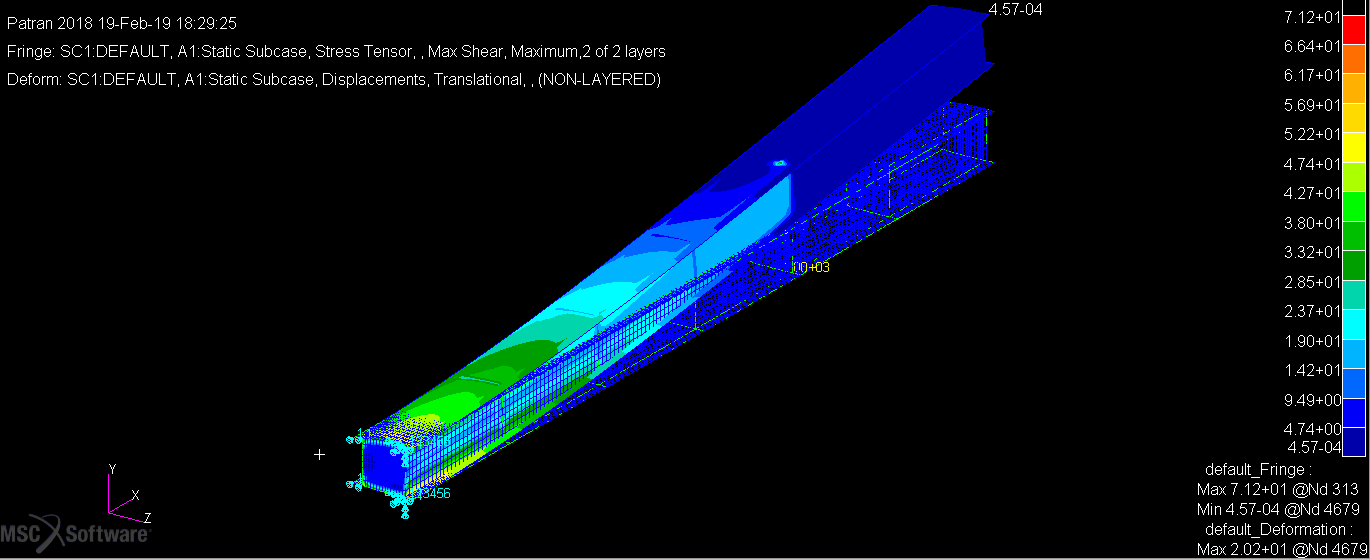 Patran 2018 19-Feb-19 18:29:25
Fringe: SC1:DEFAULT, A1:Static Subcase, Stress Tensor, , Max Shear, Maximum,2 of 2 layers
Deform: SC1:DEFAULT, A1:Static Subcase, Displacements, Translational, , (NON-LAYERED)
4.57-04
7.12+01
6.64+01
6.17+01
5.69+01
5.22+01
4.74+01
4.27+01
3.80+01
3.32+01
2.85+01
2.37+01
1.90+01
1.42+01
9.49+00
4.74+00
4.57-04
00+03
3456
Y
X
Z
MSC Software
default_Fringe :
Max 7.12+01 @Nd 313
Min 4.57-04 @Nd 4679
default_Deformation :
Max 2.02+01 @Nd 4679